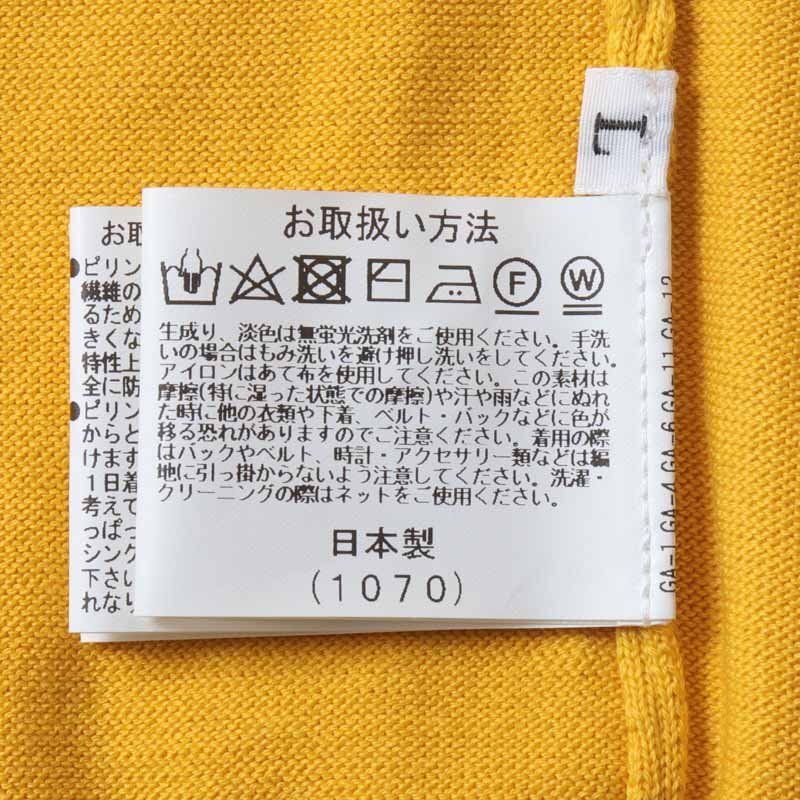 L
お取扱い方法
F W
生成り、淡色は無蛍光洗剤をご使用ください。手洗
いの場合はもみ洗いを避け押し洗いをしてください。
アイロンはあて布を使用してください。この素材は
摩擦(特に湿った状態での摩擦)や汗や雨などにぬれ
た時に他の衣類や下着、ベルト・バックなどに色が
移る恐れがありますのでご注意ください。着用の際
はバックやベルト、時計・アクセサリー類などは編
地に引っ掛からないよう注意してください。洗濯・
クリーニングの際はネットをご使用ください。
日本製
(1070)
GA-1 GA-4 GA-6 GA-11 GA-12
お取
●ピリン
繊維の
るため
きくな
特性上
全に防
●ピリン
からと
けます
1日着
考えて
っぱっ
シング
下さい
れなり